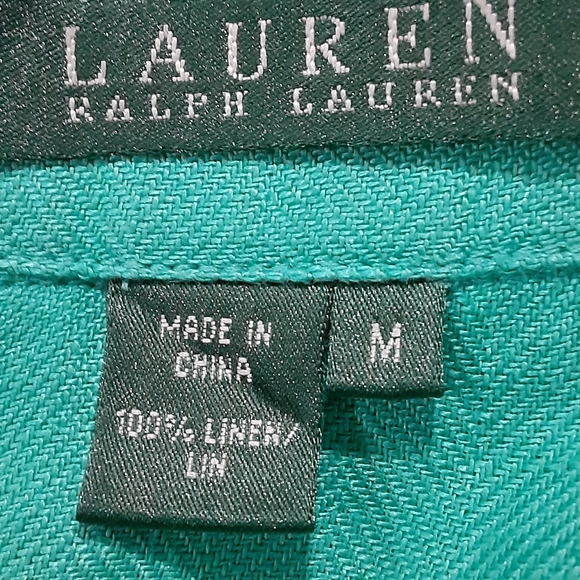 LAUREN
RALPH LAUREN
MADE IN
CHINA
100% LINEN/
LIN
M